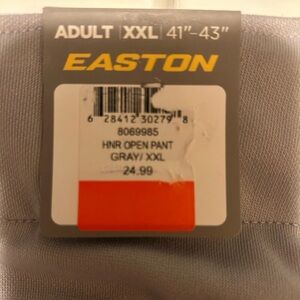 ADULT | XXL | 41"-43"
EASTON
6 28412 30279 8
8069985
HNR OPEN PANT
GRAY/ XXL
24.99